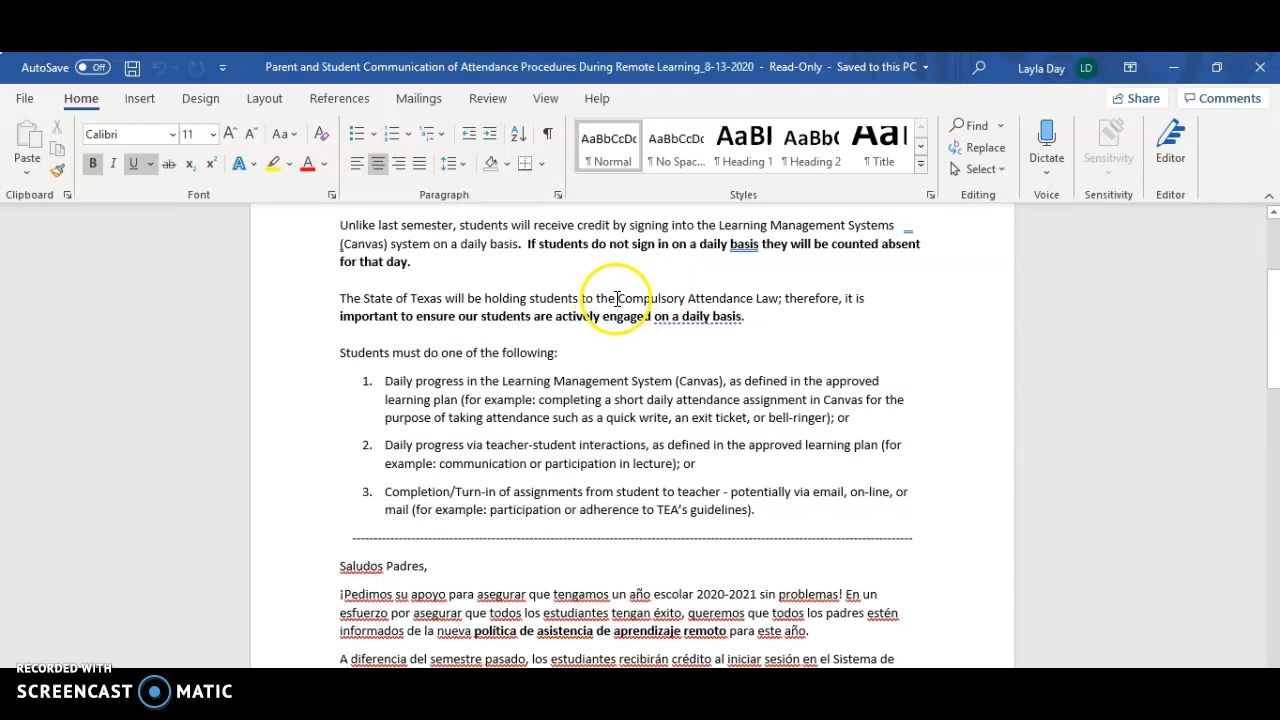 AutoSave Off Parent and Student Communication of Attendance Procedures During Remote Learning_8-13-2020 - Read-Only - Saved to this PC Layla Day LD
File Home Insert Design Layout References Mailings Review View Help Share Comments
Paste Calibri 11 Aa AaBbCcDc AaBbCcDc AaBl AaBbC Aal Find Replace Select Dictate Sensitivity Editor
B I U ab x₂ x² A A ¶ Normal ¶ No Spac... Heading 1 Heading 2 Title
Clipboard Font Paragraph Styles Editing Voice Sensitivity Editor
Unlike last semester, students will receive credit by signing into the Learning Management Systems
(Canvas) system on a daily basis. If students do not sign in on a daily basis they will be counted absent
for that day.
The State of Texas will be holding students to the Compulsory Attendance Law; therefore, it is
important to ensure our students are actively engaged on a daily basis.
Students must do one of the following:
1. Daily progress in the Learning Management System (Canvas), as defined in the approved
learning plan (for example: completing a short daily attendance assignment in Canvas for the
purpose of taking attendance such as a quick write, an exit ticket, or bell-ringer); or
2. Daily progress via teacher-student interactions, as defined in the approved learning plan (for
example: communication or participation in lecture); or
3. Completion/Turn-in of assignments from student to teacher - potentially via email, on-line, or
mail (for example: participation or adherence to TEA's guidelines).
--------------------------------------------------------------------------------------------------------------
Saludos Padres,
¡Pedimos su apoyo para asegurar que tengamos un año escolar 2020-2021 sin problemas! En un
esfuerzo por asegurar que todos los estudiantes tengan éxito, queremos que todos los padres estén
informados de la nueva política de asistencia de aprendizaje remoto para este año.
A diferencia del semestre pasado, los estudiantes recibirán crédito al iniciar sesión en el Sistema de
RECORDED WITH
SCREENCAST MATIC